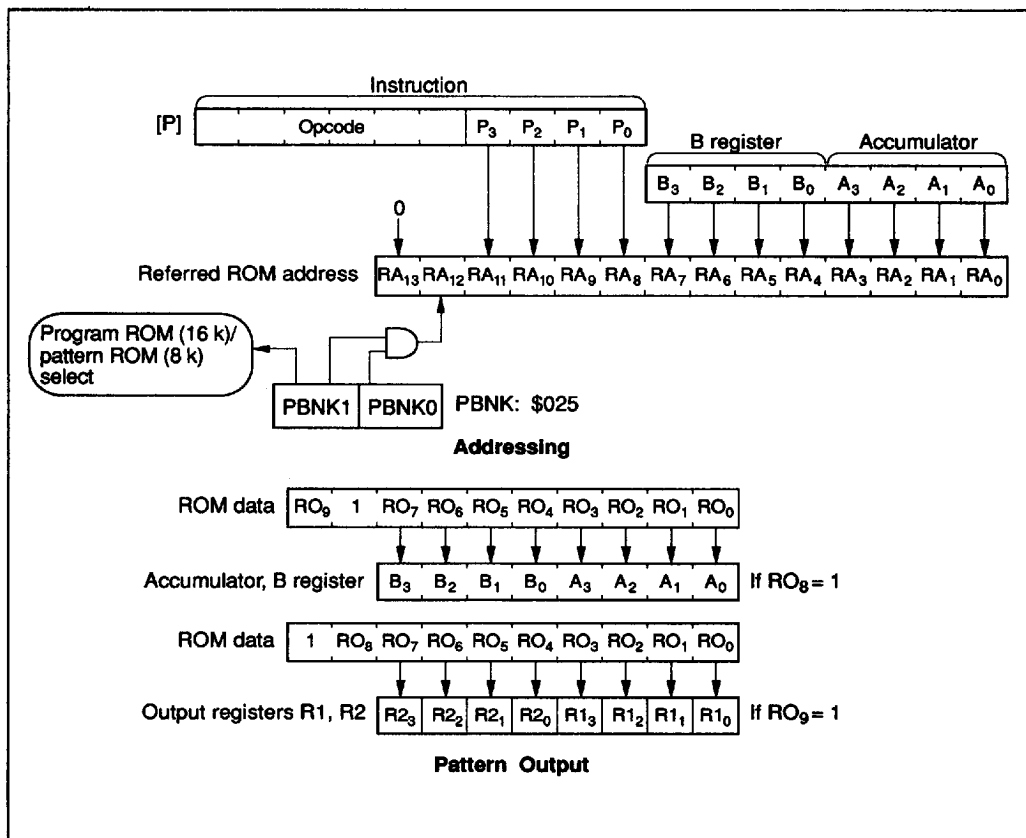 Instruction
[P] Opcode P3 P2 P1 P0
B register Accumulator
B3 B2 B1 B0 A3 A2 A1 A0
0
Referred ROM address RA13 RA12 RA11 RA10 RA9 RA8 RA7 RA6 RA5 RA4 RA3 RA2 RA1 RA0
Program ROM (16 k)/
pattern ROM (8 k)
select
PBNK1 PBNK0 PBNK: $025
Addressing
ROM data RO9 1 RO7 RO6 RO5 RO4 RO3 RO2 RO1 RO0
Accumulator, B register B3 B2 B1 B0 A3 A2 A1 A0 If RO8 = 1
ROM data 1 RO8 RO7 RO6 RO5 RO4 RO3 RO2 RO1 RO0
Output registers R1, R2 R23 R22 R21 R20 R13 R12 R11 R10 If RO9 = 1
Pattern Output